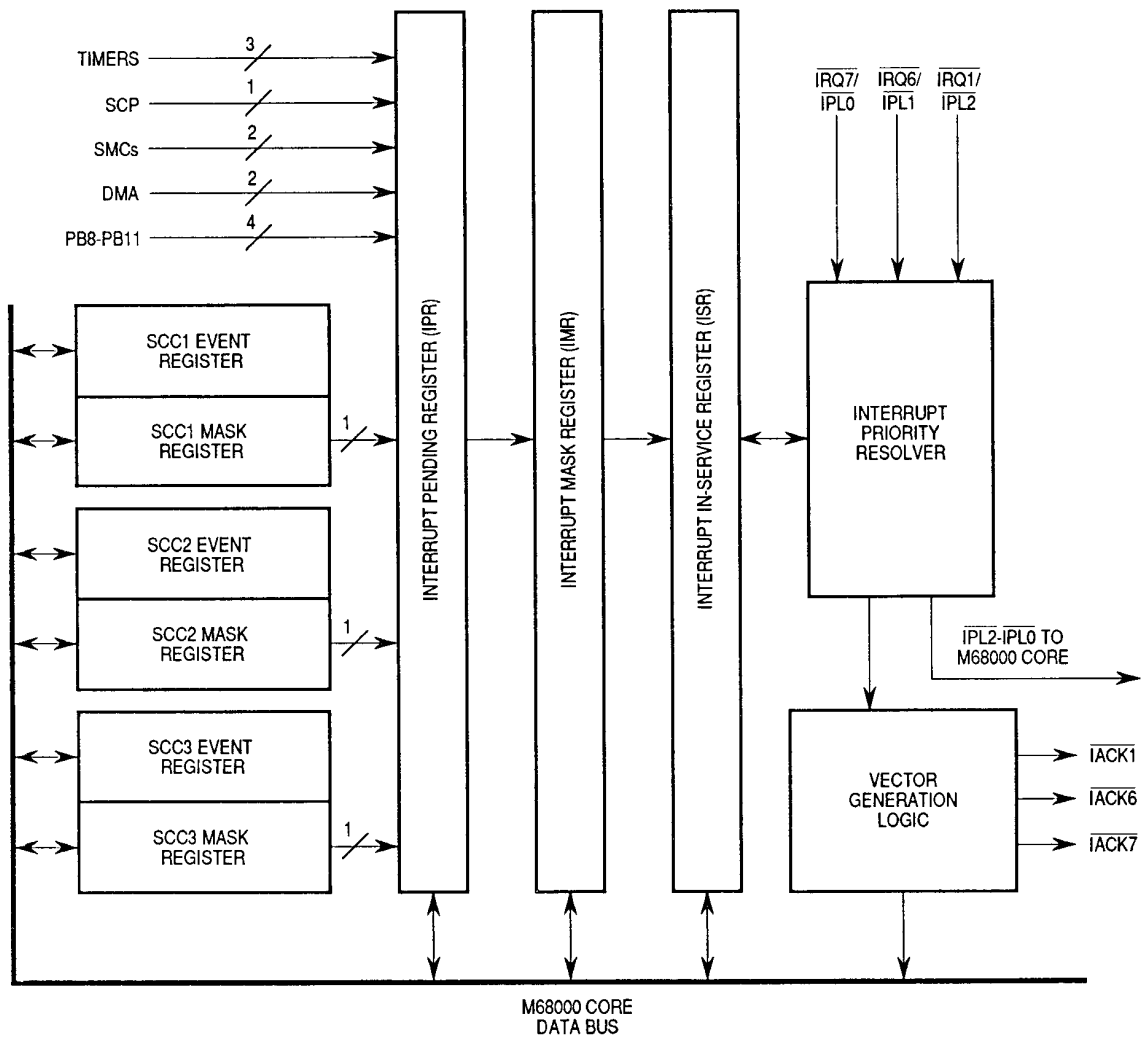 TIMERS
3
SCP
1
SMCs
2
DMA
2
PB8-PB11
4
IRQ7/
IPL0
IRQ6/
IPL1
IRQ1/
IPL2
SCC1 EVENT
REGISTER
SCC1 MASK
REGISTER
1
SCC2 EVENT
REGISTER
SCC2 MASK
REGISTER
1
SCC3 EVENT
REGISTER
SCC3 MASK
REGISTER
1
INTERRUPT PENDING REGISTER (IPR)
INTERRUPT MASK REGISTER (IMR)
INTERRUPT IN-SERVICE REGISTER (ISR)
INTERRUPT
PRIORITY
RESOLVER
IPL2-IPL0 TO
M68000 CORE
VECTOR
GENERATION
LOGIC
IACK1
IACK6
IACK7
M68000 CORE
DATA BUS